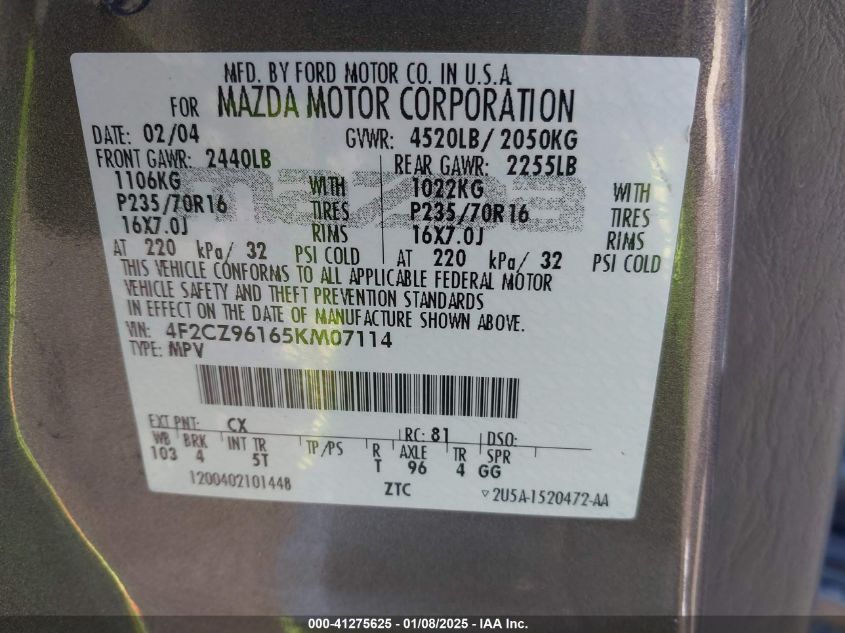 MFD. BY FORD MOTOR CO. IN U.S.A
FOR MAZDA MOTOR CORPORATION
DATE: 02/04 GVWR: 4520LB/ 2050KG
FRONT GAWR: 2440LB REAR GAWR: 2255LB
1106KG WITH 1022KG WITH
P235/70R16 TIRES P235/70R16 TIRES
16X7.0J RIMS 16X7.0J RIMS
AT 220 kPa/ 32 PSI COLD AT 220 kPa/ 32 PSI COLD
THIS VEHICLE CONFORMS TO ALL APPLICABLE FEDERAL MOTOR
VEHICLE SAFETY AND THEFT PREVENTION STANDARDS
IN EFFECT ON THE DATE OF MANUFACTURE SHOWN ABOVE.
VIN: 4F2CZ96165KM07114
TYPE: MPV
EXT PNT: CX RC: 81 DSO:
WB BRK INT TR TP/PS R AXLE TR SPR
103 4 5T T 96 4 GG
1200402101448 ZTC ▽2U5A-1520472-AA
mazda
000-41275625 - 01/08/2025 - IAA Inc.